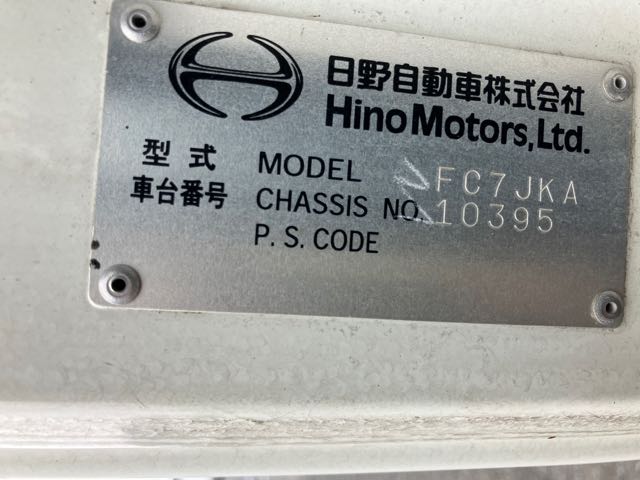 日野自動車株式会社
Hino Motors, Ltd.
型式 MODEL FC7JKA
車台番号 CHASSIS NO. 10395
P. S. CODE